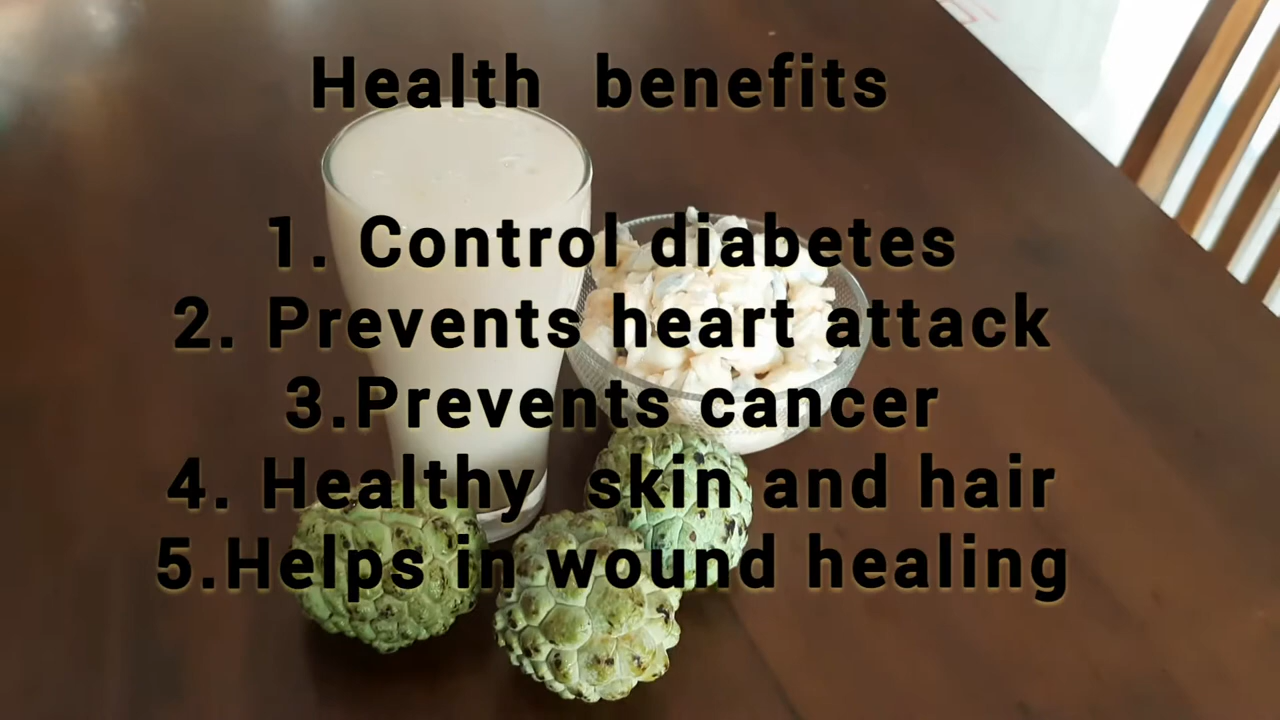 Health benefits
1. Control diabetes
2. Prevents heart attack
3.Prevents cancer
4. Healthy skin and hair
5.Helps in wound healing